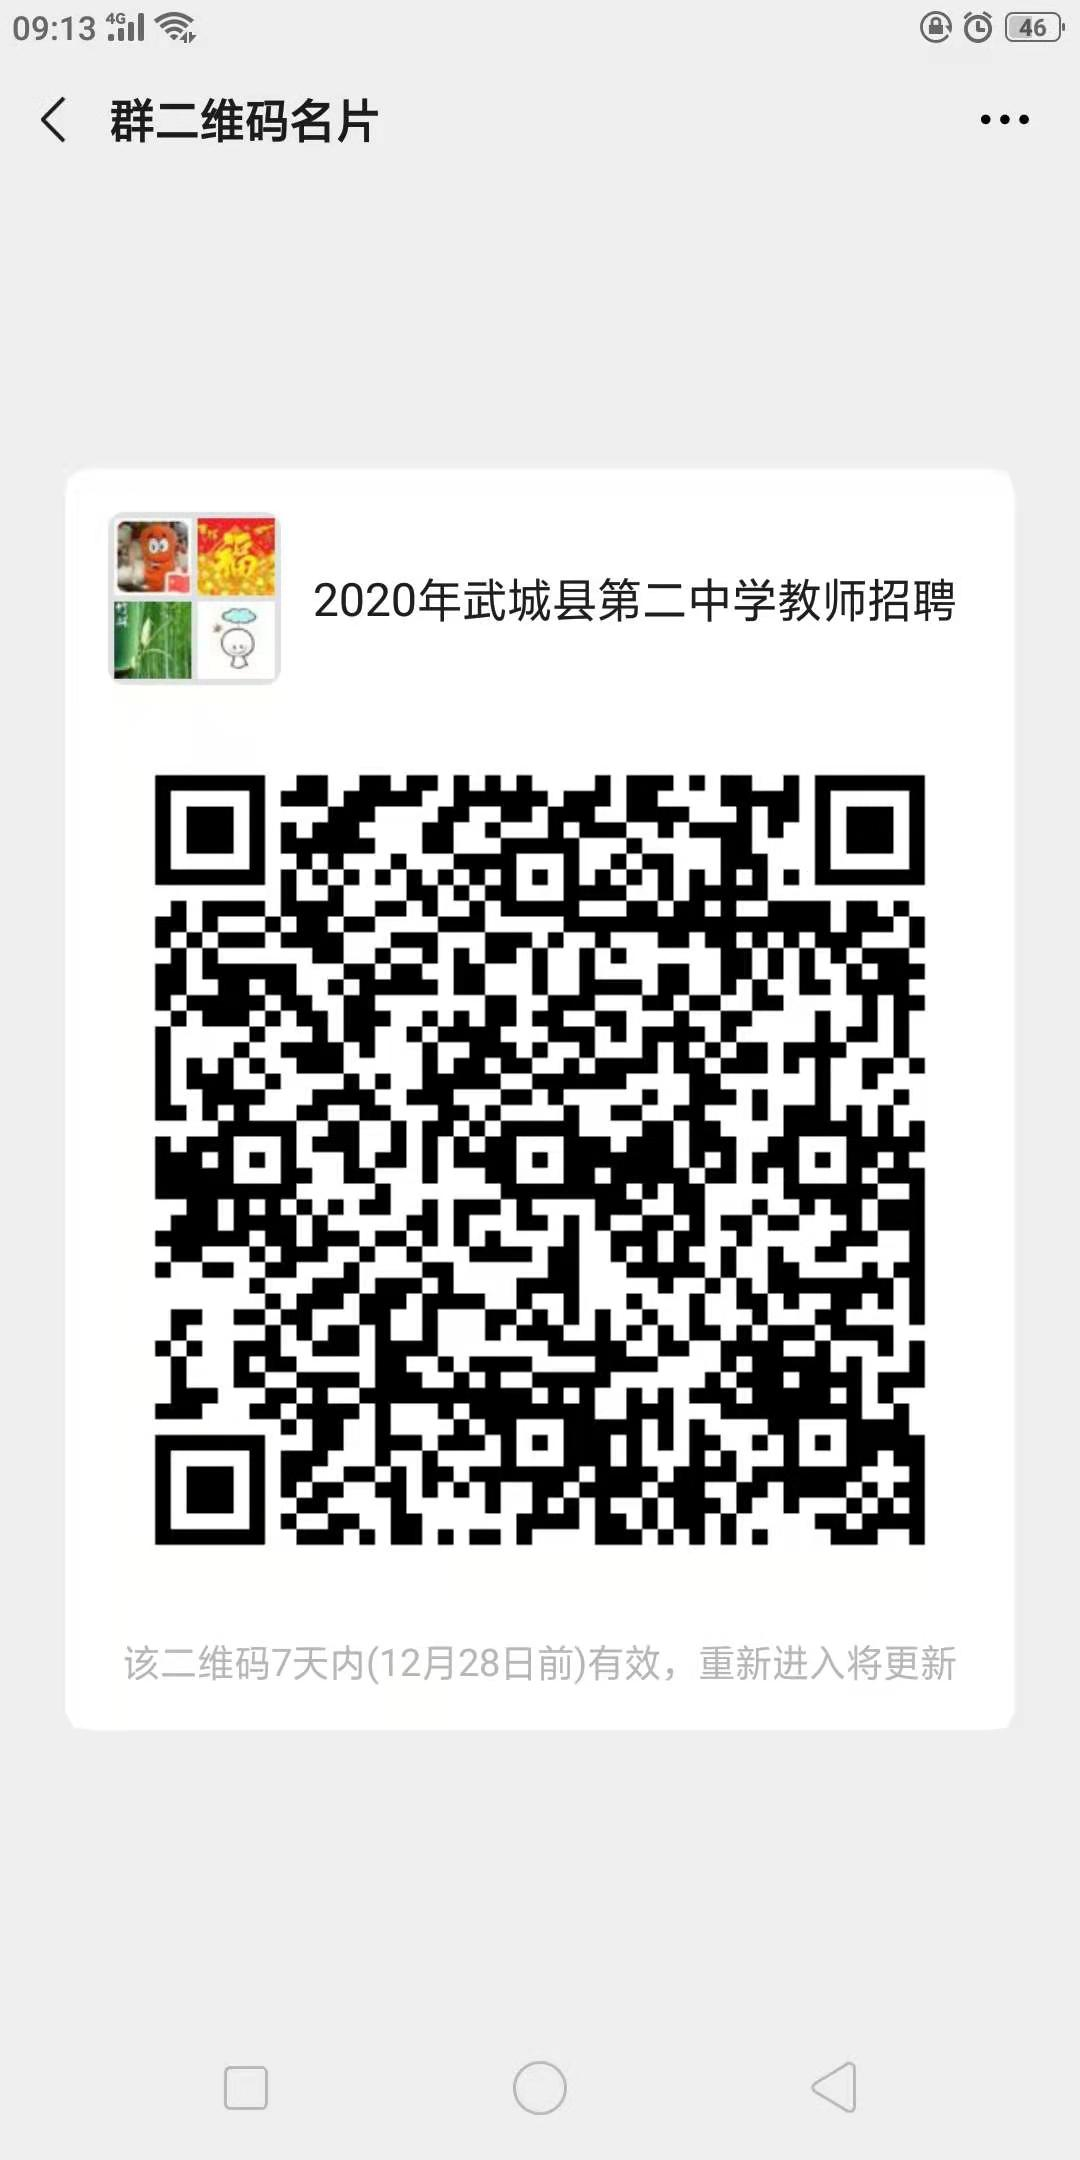 09:13 4G 46
群二维码名片
2020年武城县第二中学教师招聘
福
该二维码7天内(12月28日前)有效，重新进入将更新